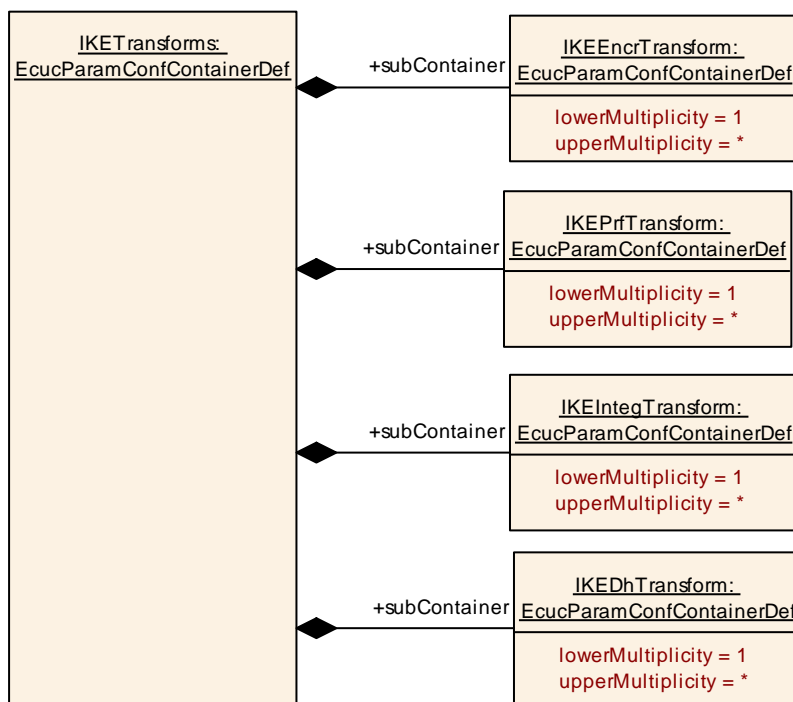 IKETransforms:
EcucParamConfContainerDef
+subContainer
IKEEncrTransform:
EcucParamConfContainerDef
lowerMultiplicity = 1
upperMultiplicity = *
+subContainer
IKEPrfTransform:
EcucParamConfContainerDef
lowerMultiplicity = 1
upperMultiplicity = *
+subContainer
IKEIntegTransform:
EcucParamConfContainerDef
lowerMultiplicity = 1
upperMultiplicity = *
+subContainer
IKEDhTransform:
EcucParamConfContainerDef
lowerMultiplicity = 1
upperMultiplicity = *